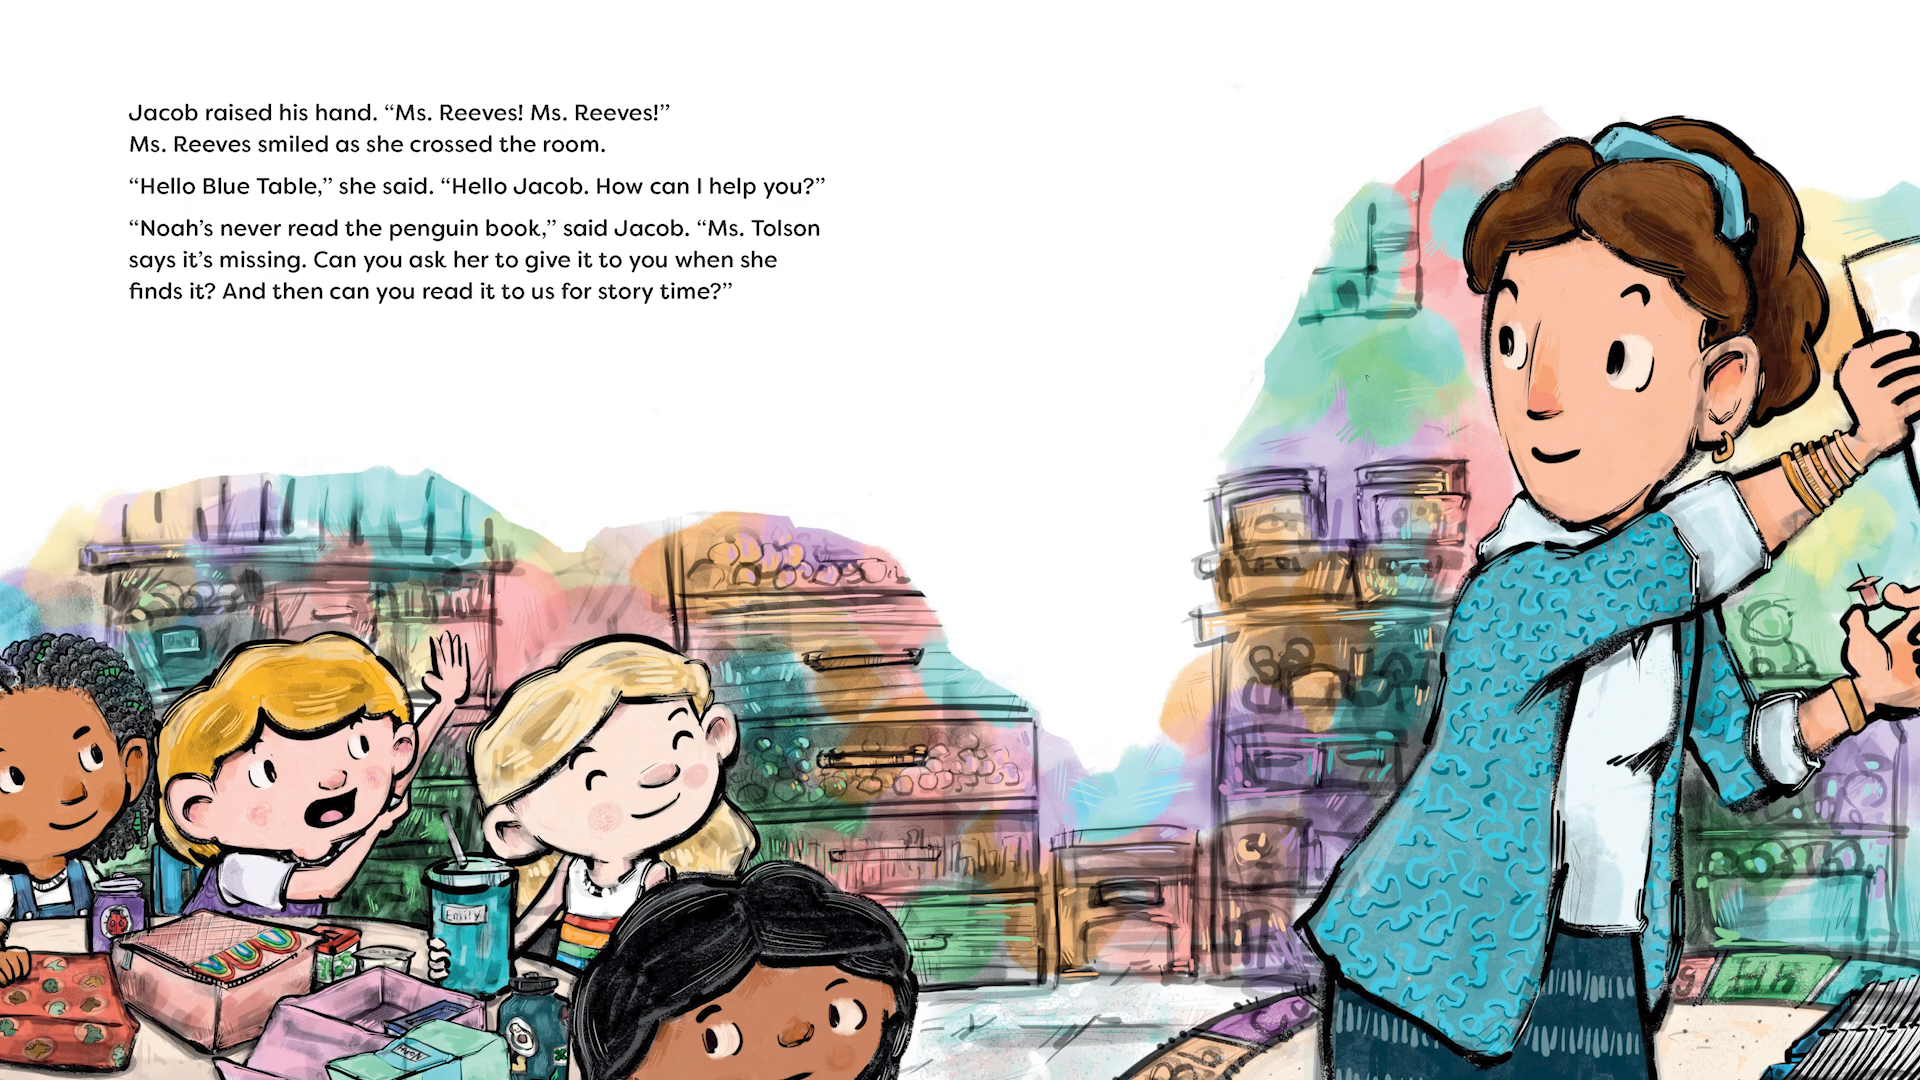 Jacob raised his hand. “Ms. Reeves! Ms. Reeves!”
Ms. Reeves smiled as she crossed the room.
“Hello Blue Table,” she said. “Hello Jacob. How can I help you?”
“Noah’s never read the penguin book,” said Jacob. “Ms. Tolson
says it’s missing. Can you ask her to give it to you when she
finds it? And then can you read it to us for story time?”
Emily
Bb